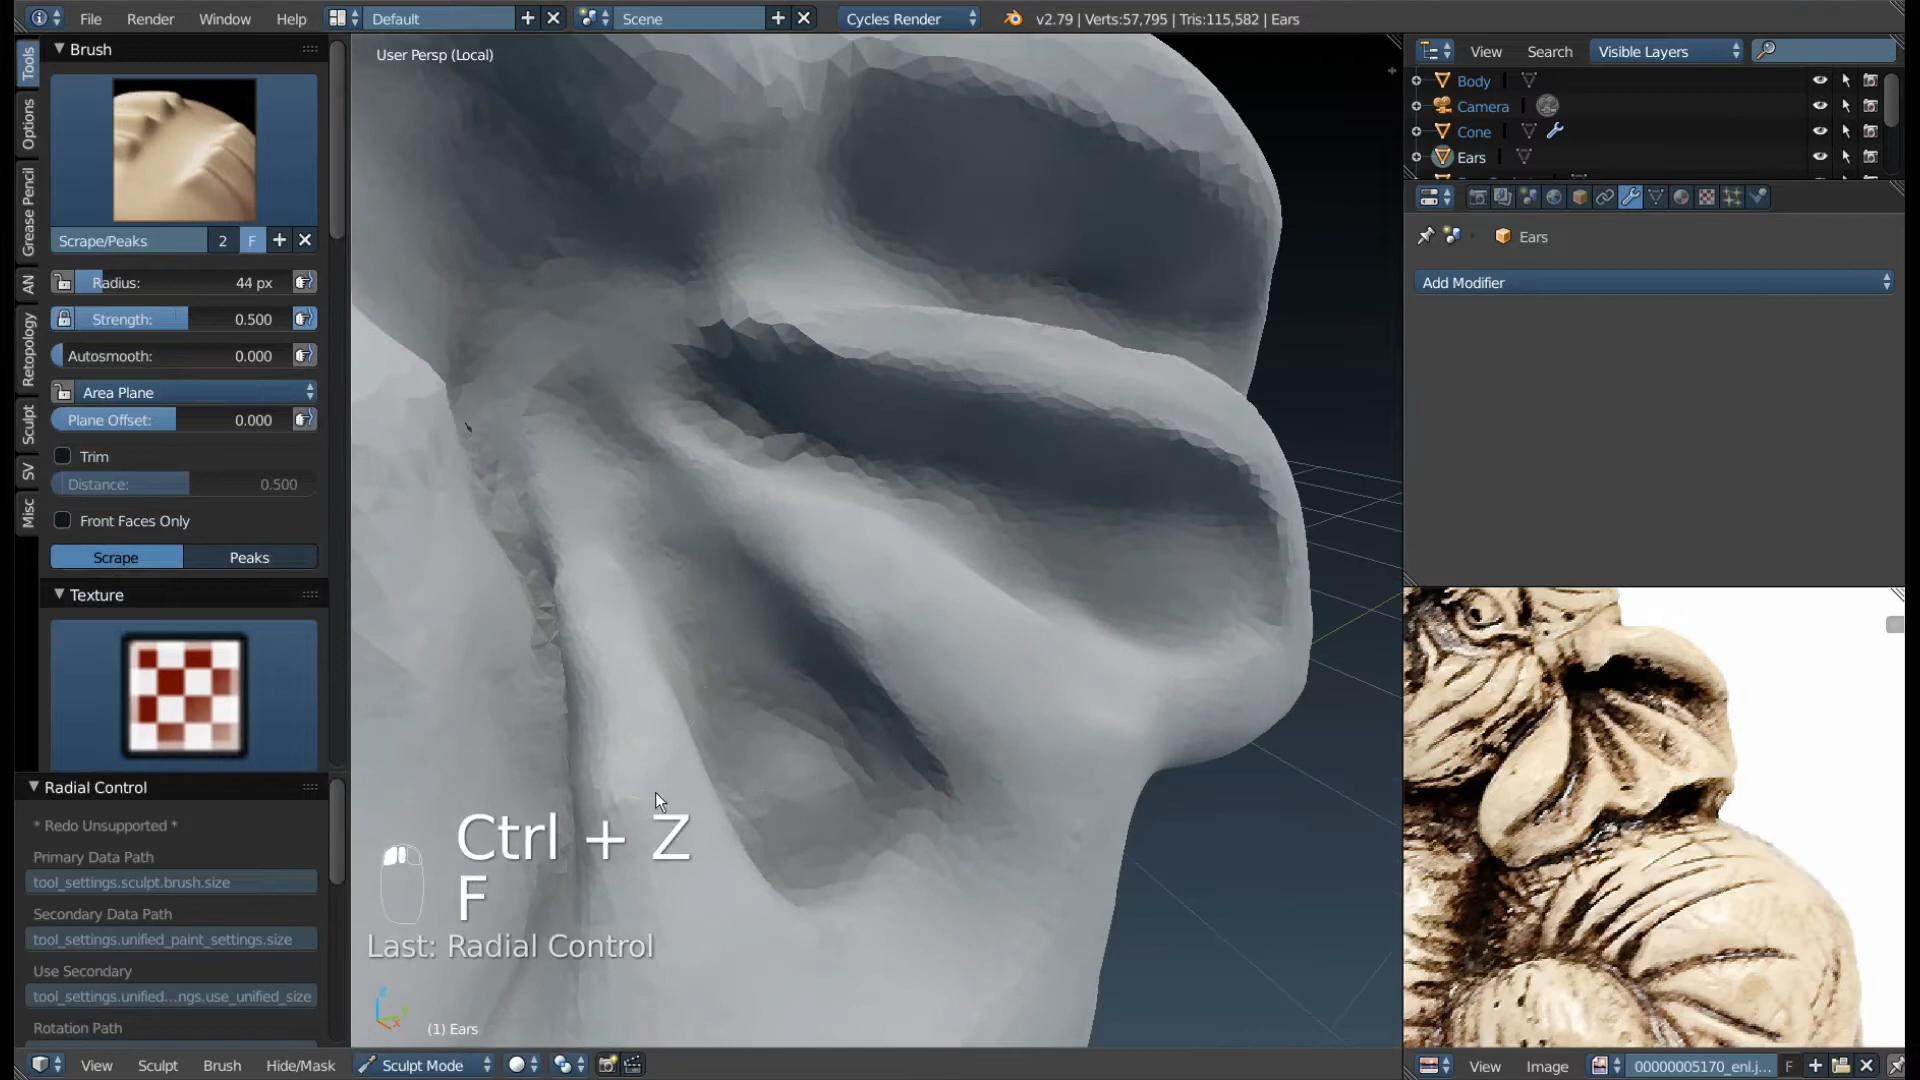 File Render Window Help Default Scene Cycles Render v2.79 | Verts:57,795 | Tris:115,582 | Ears
Brush
Scrape/Peaks 2 F
Radius: 44 px
Strength: 0.500
Autosmooth: 0.000
Area Plane
Plane Offset: 0.000
Trim
Distance: 0.500
Front Faces Only
Scrape Peaks
Texture
Radial Control
* Redo Unsupported *
Primary Data Path
tool_settings.sculpt.brush.size
Secondary Data Path
tool_settings.unified_paint_settings.size
Use Secondary
tool_settings.unified...ngs.use_unified_size
Rotation Path
Tools
Options
Grease Pencil
AN
Retopology
Sculpt
SV
Misc
User Persp (Local)
Ctrl + Z
F
Last: Radial Control
(1) Ears
View Sculpt Brush Hide/Mask Sculpt Mode
View Search Visible Layers
Body
Camera
Cone
Ears
Ears
Add Modifier
View Image 00000005170_enl.j... F